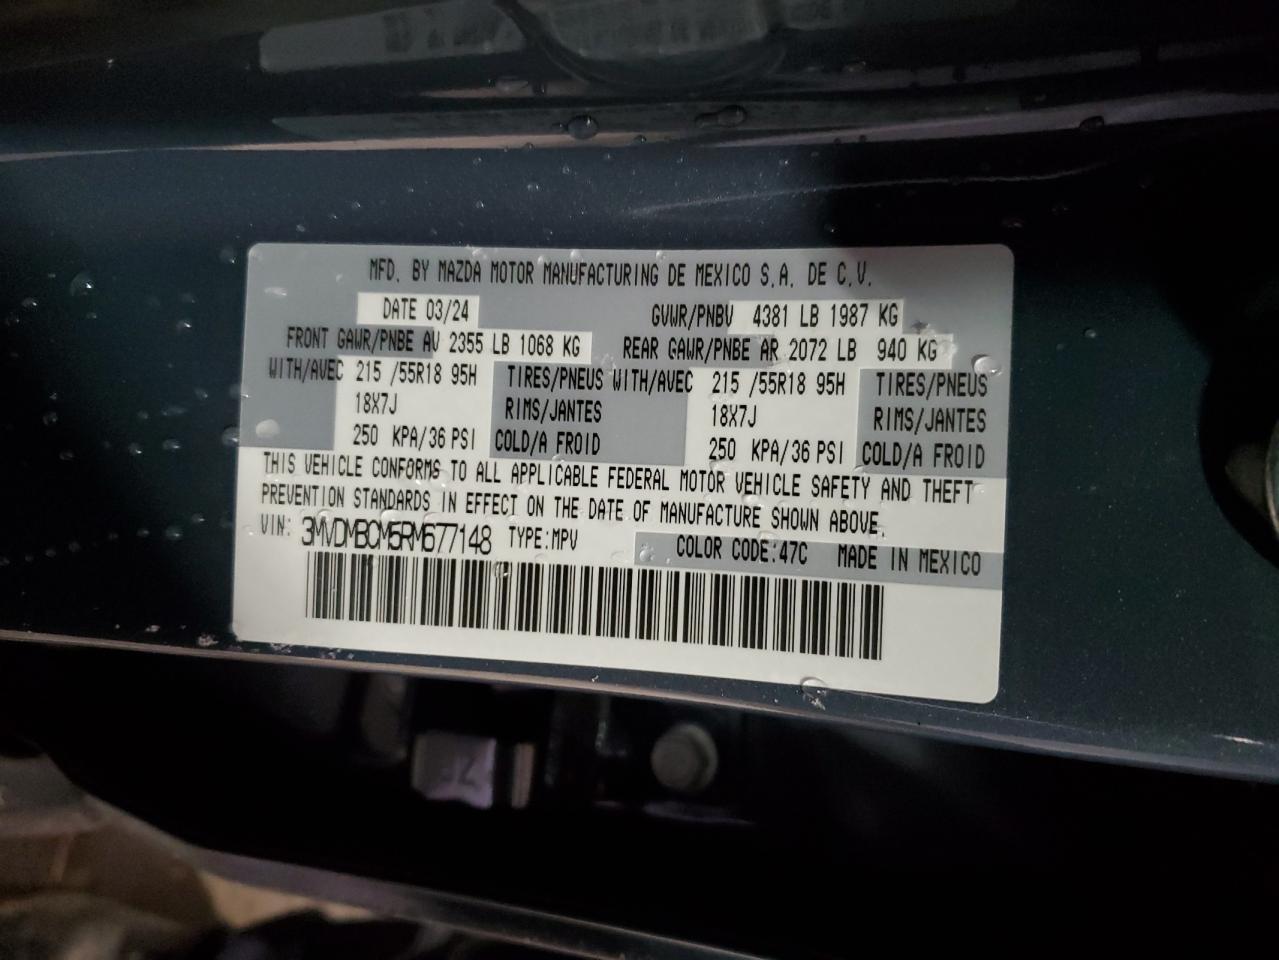 MFD. BY MAZDA MOTOR MANUFACTURING DE MEXICO S.A. DE C.V.
DATE 03/24 GVWR/PNBV 4381 LB 1987 KG
FRONT GAWR/PNBE AV 2355 LB 1068 KG REAR GAWR/PNBE AR 2072 LB 940 KG
WITH/AVEC 215 /55R18 95H TIRES/PNEUS WITH/AVEC 215 /55R18 95H TIRES/PNEUS
18X7J RIMS/JANTES 18X7J RIMS/JANTES
250 KPA/36 PSI COLD/A FROID 250 KPA/36 PSI COLD/A FROID
THIS VEHICLE CONFORMS TO ALL APPLICABLE FEDERAL MOTOR VEHICLE SAFETY AND THEFT
PREVENTION STANDARDS IN EFFECT ON THE DATE OF MANUFACTURE SHOWN ABOVE.
VIN: 3MVDMBCM5RM677148 TYPE:MPV COLOR CODE:47C MADE IN MEXICO